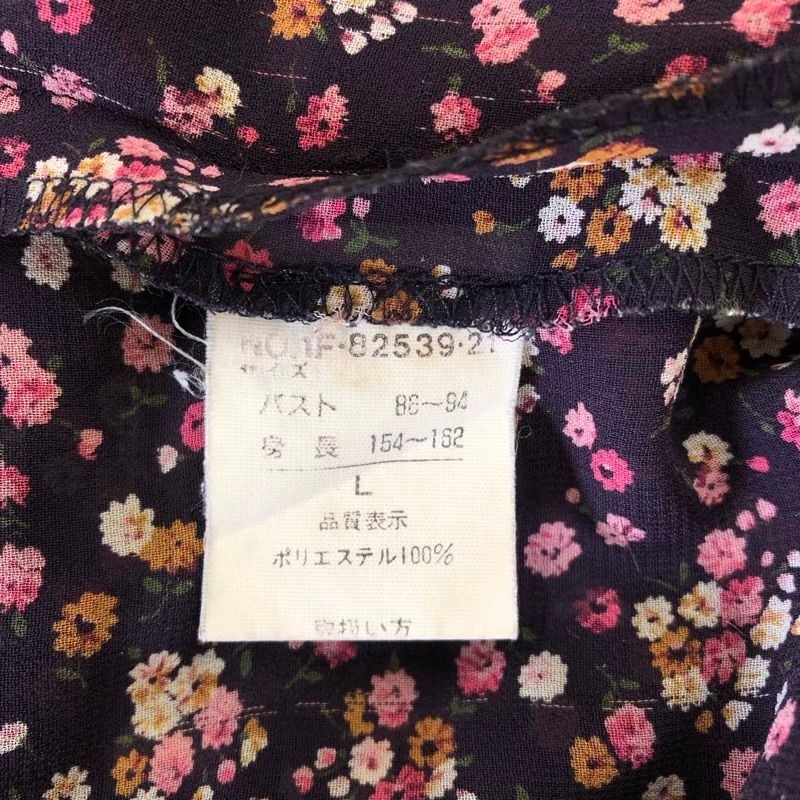 NO.1F·82539·21
サイズ
バスト 86～94
身長 154～162
L
品質表示
ポリエステル100%
取扱い方